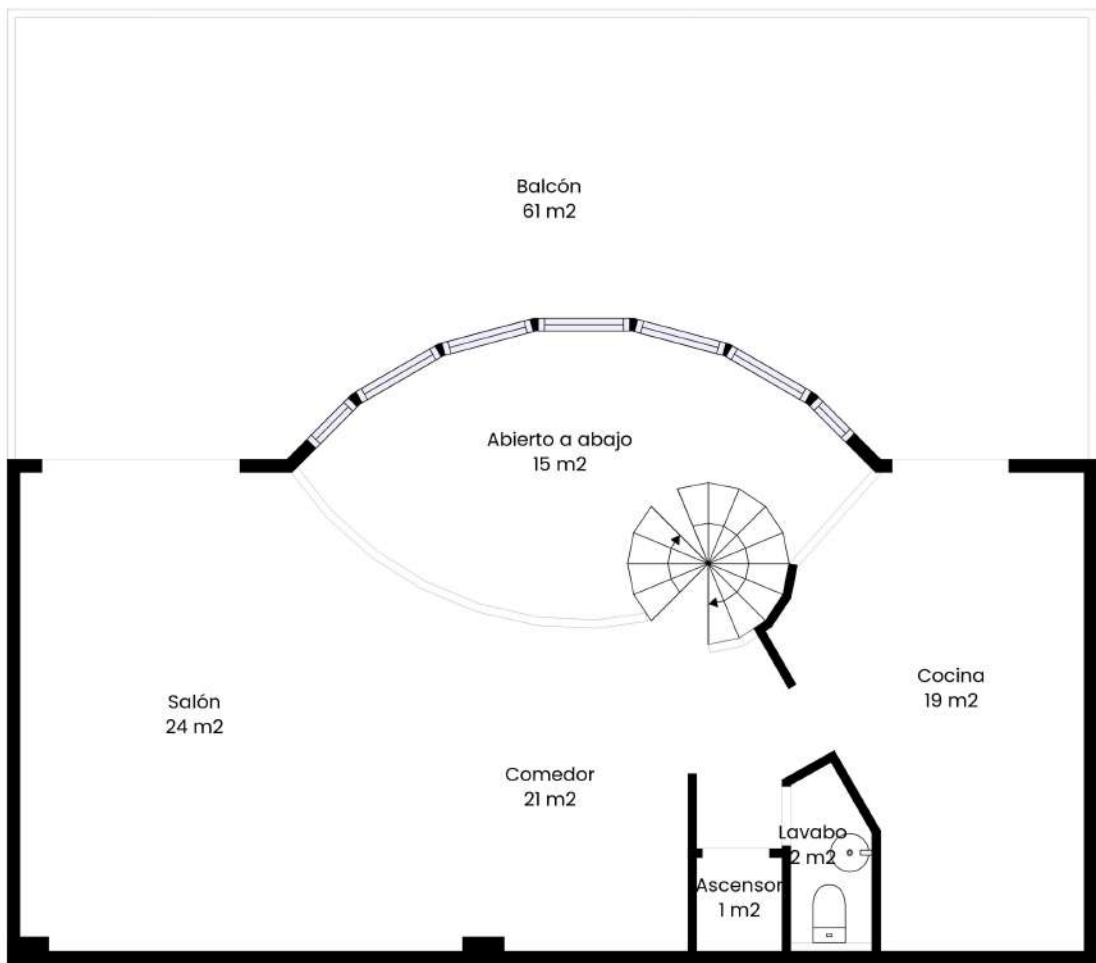 Balcón
61 m2
Abierto a abajo
15 m2
Salón
24 m2
Cocina
19 m2
Comedor
21 m2
Lavabo
2 m2
Ascensor
1 m2